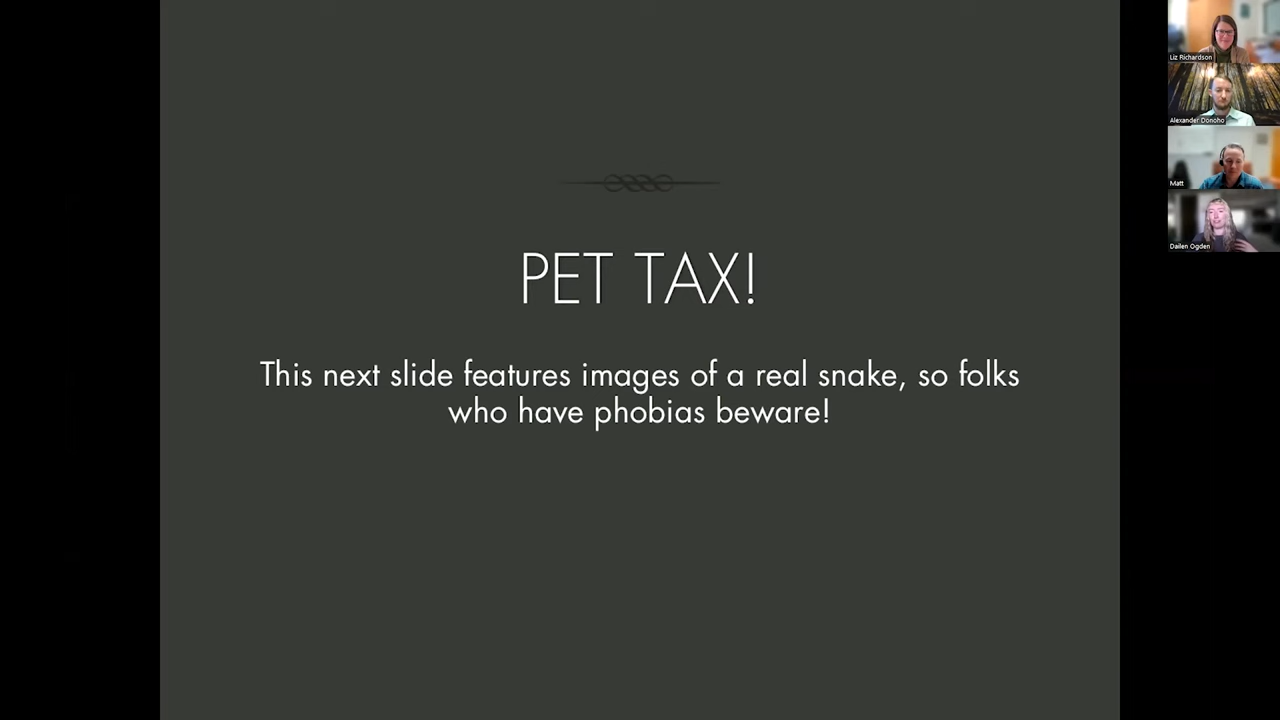 PET TAX!
This next slide features images of a real snake, so folks
who have phobias beware!
Liz Richardson
Alexander Donoho
Matt
Dailen Ogden